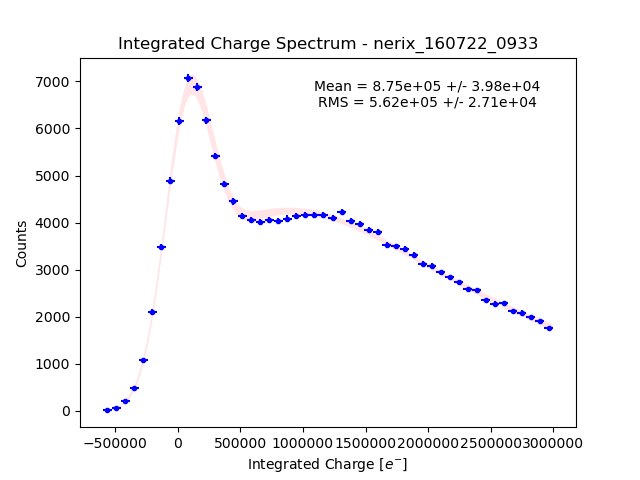 Integrated Charge Spectrum - nerix_160722_0933
Mean = 8.75e+05 +/- 3.98e+04
RMS = 5.62e+05 +/- 2.71e+04
Counts
7000
6000
5000
4000
3000
2000
1000
0
−500000 0 500000 1000000 1500000 2000000 2500000 3000000
Integrated Charge [e⁻]